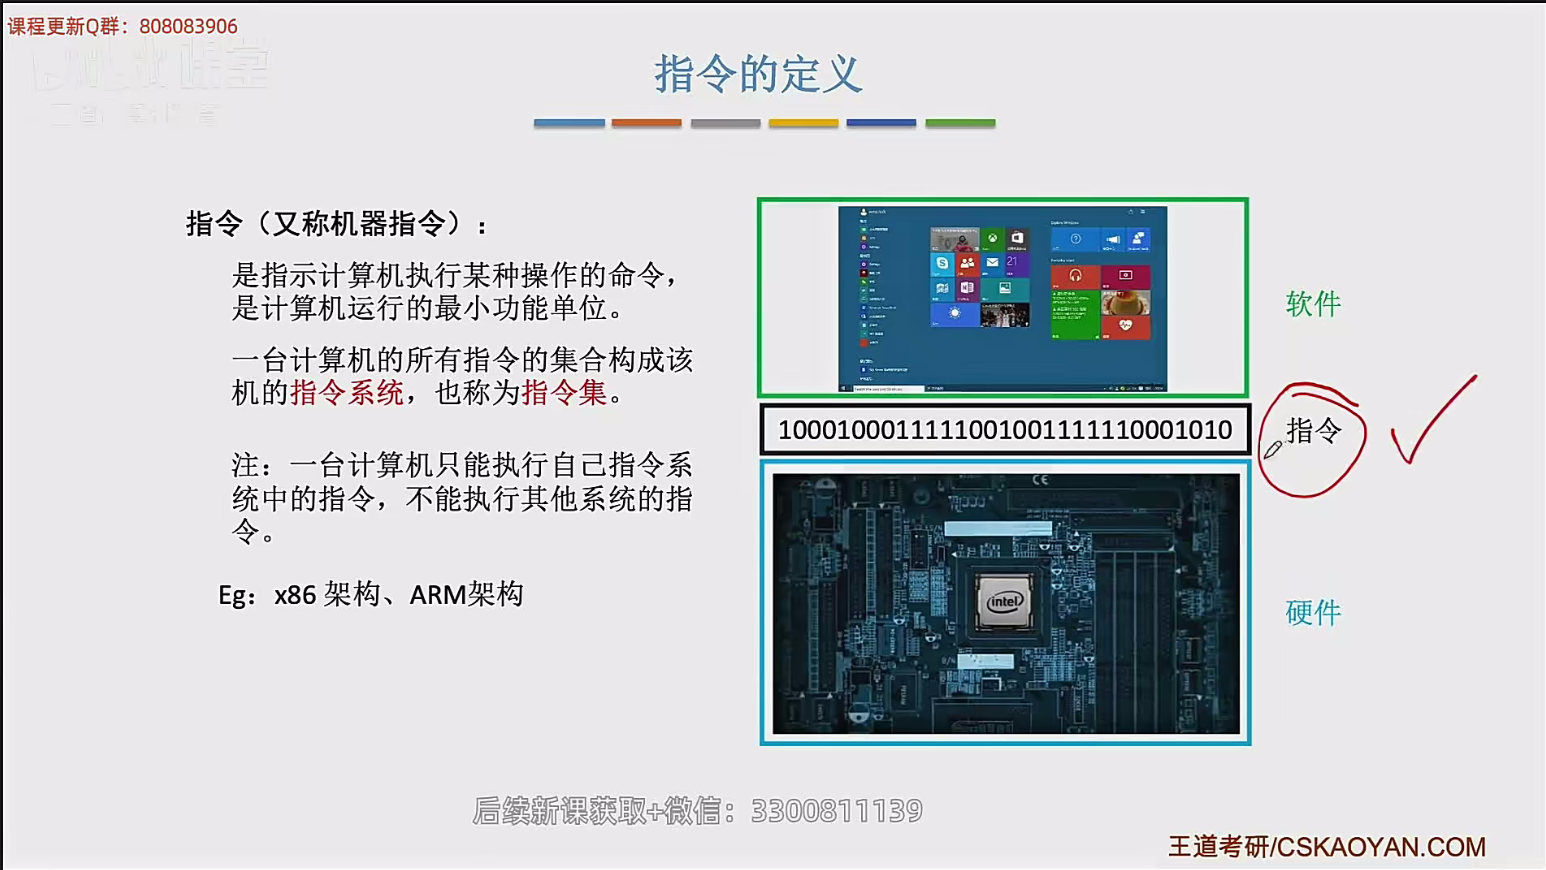 课程更新Q群：808083906
指令的定义
指令（又称机器指令）：
是指示计算机执行某种操作的命令，
是计算机运行的最小功能单位。
一台计算机的所有指令的集合构成该
机的指令系统，也称为指令集。
注：一台计算机只能执行自己指令系
统中的指令，不能执行其他系统的指
令。
Eg：x86 架构、ARM架构
软件
1000100011111001001111110001010
指令
intel
硬件
后续新课获取+微信：3300811139
王道考研/CSKAOYAN.COM